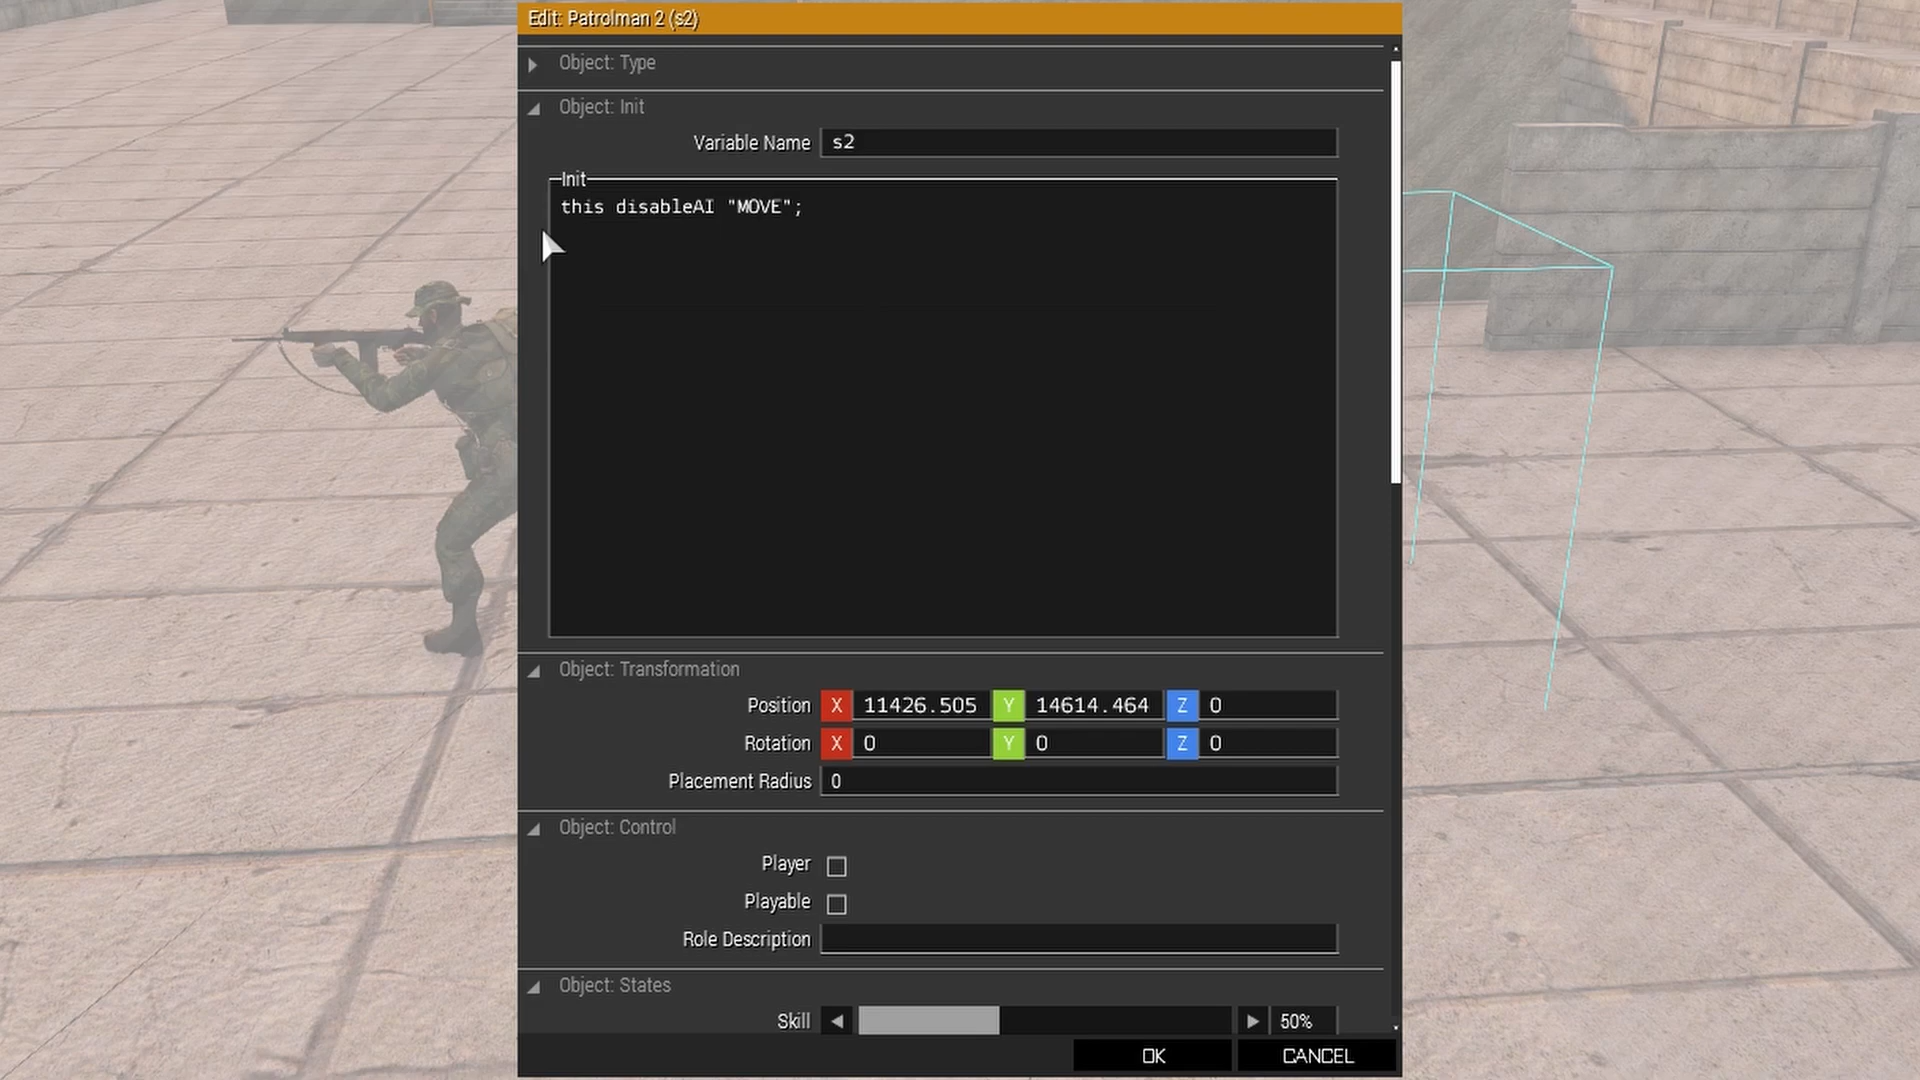 Edit: Patrolman 2 (s2)
Object: Type
Object: Init
Variable Name s2
Init
this disableAI "MOVE";
Object: Transformation
Position X 11426.505 Y 14614.464 Z 0
Rotation X 0 Y 0 Z 0
Placement Radius 0
Object: Control
Player
Playable
Role Description
Object: States
Skill 50%
OK CANCEL